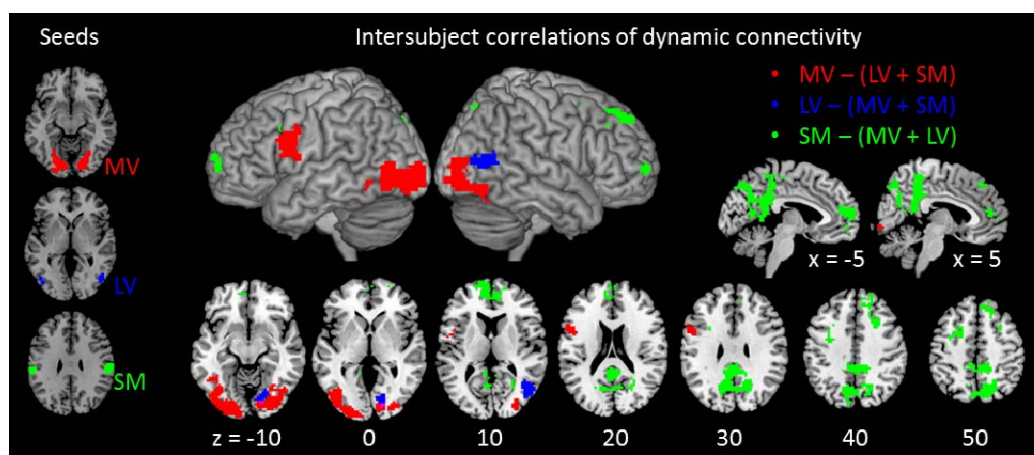 Seeds
Intersubject correlations of dynamic connectivity
• MV – (LV + SM)
• LV – (MV + SM)
• SM – (MV + LV)
MV
LV
SM
x = -5 x = 5
z = -10 0 10 20 30 40 50